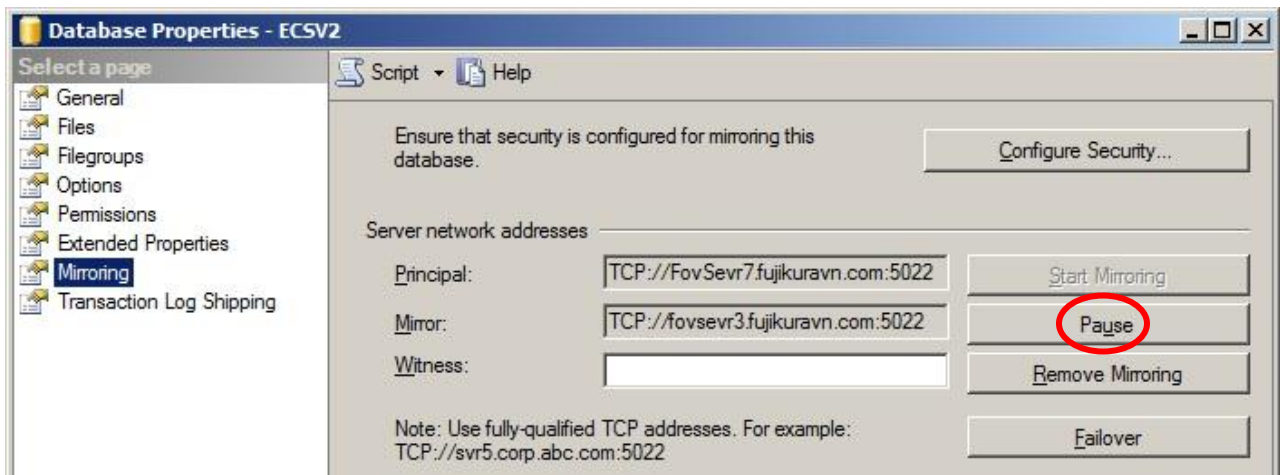 Database Properties - ECSV2
Select a page
General
Files
Filegroups
Options
Permissions
Extended Properties
Mirroring
Transaction Log Shipping
Script
Help
Ensure that security is configured for mirroring this
database.
Configure Security...
Server network addresses
Principal:
TCP://FovSevr7.fujikuravn.com:5022
Start Mirroring
Mirror:
TCP://fovsevr3.fujikuravn.com:5022
Pause
Witness:
Remove Mirroring
Note: Use fully-qualified TCP addresses. For example:
TCP://svr5.corp.abc.com:5022
Failover